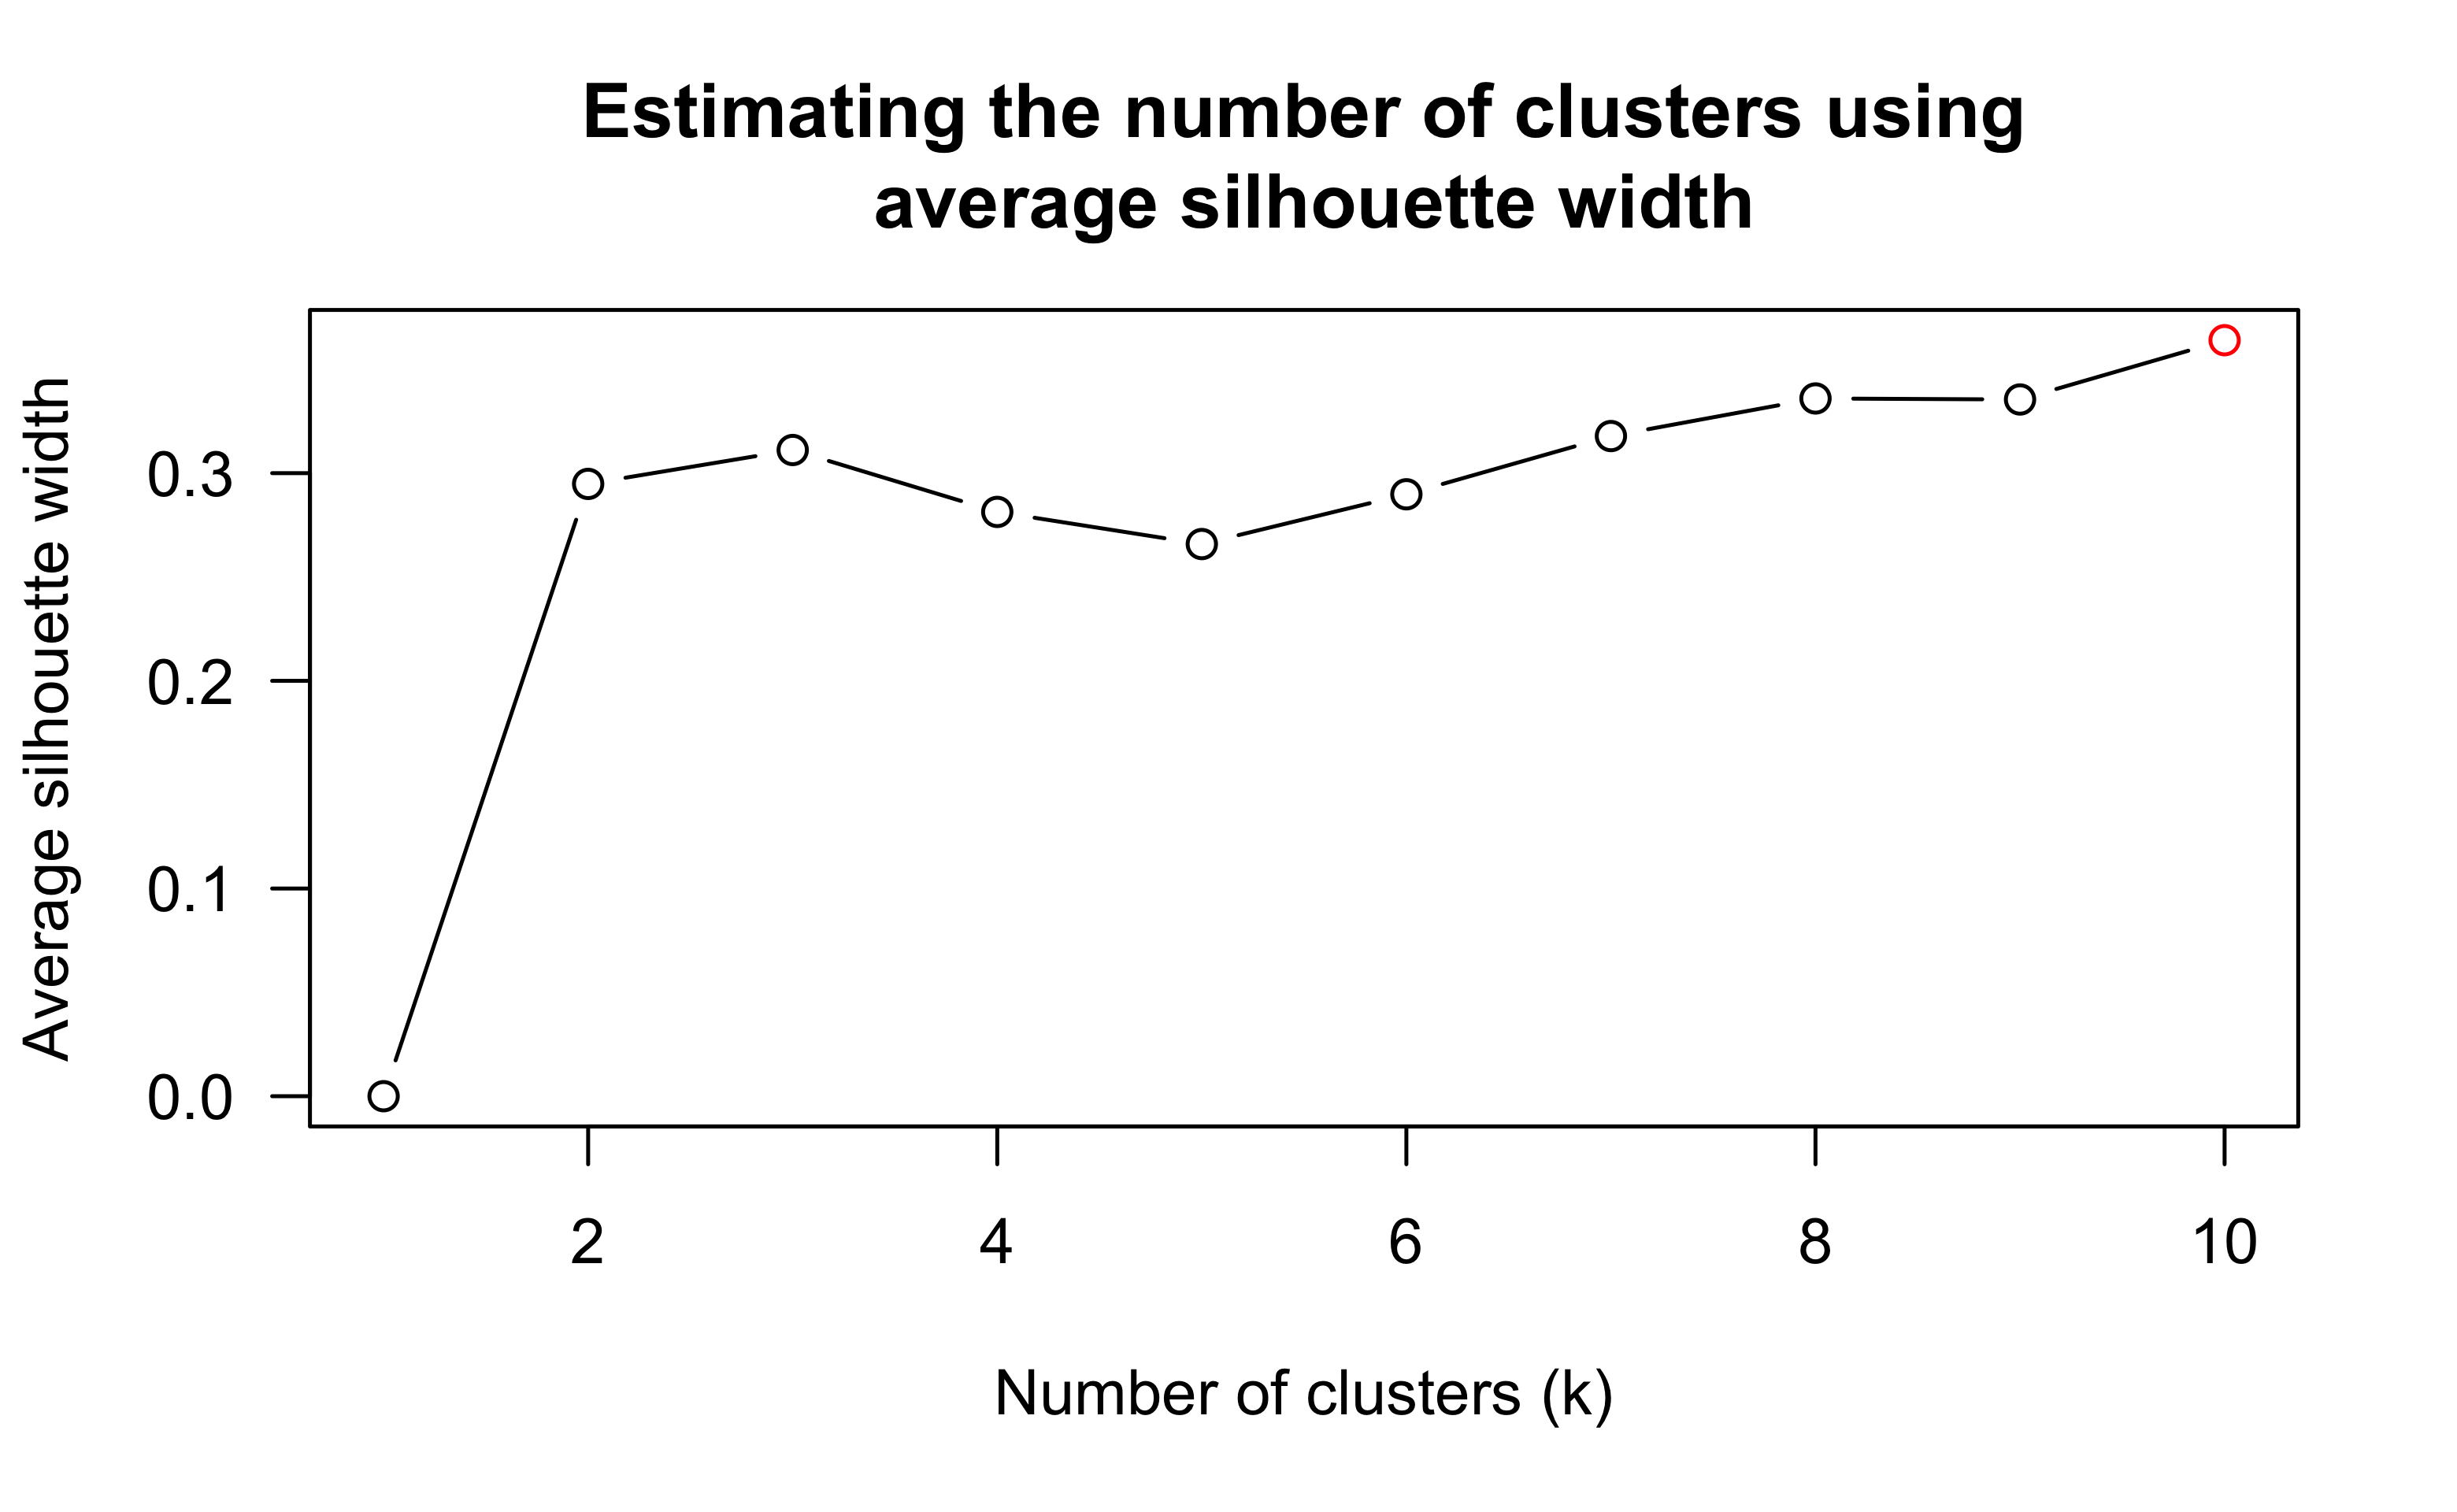 Estimating the number of clusters using
average silhouette width
Average silhouette width
0.3
0.2
0.1
0.0
2
4
6
8
10
Number of clusters (k)